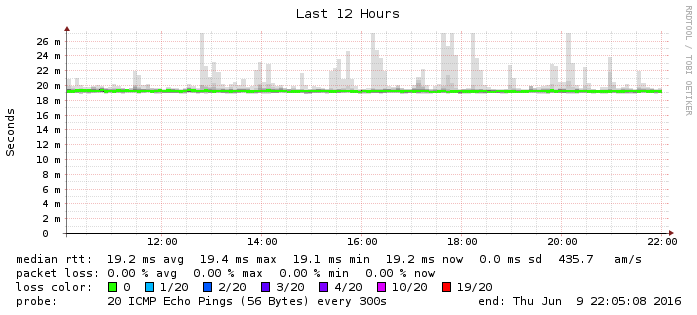 Last 12 Hours
RRDTOOL / TOBI OETIKER
Seconds
26 m
24 m
22 m
20 m
18 m
16 m
14 m
12 m
10 m
8 m
6 m
4 m
2 m
0
12:00 14:00 16:00 18:00 20:00 22:00
median rtt: 19.2 ms avg 19.4 ms max 19.1 ms min 19.2 ms now 0.0 ms sd 435.7 am/s
packet loss: 0.00 % avg 0.00 % max 0.00 % min 0.00 % now
loss color: 0 1/20 2/20 3/20 4/20 10/20 19/20
probe: 20 ICMP Echo Pings (56 Bytes) every 300s end: Thu Jun 9 22:05:08 2016